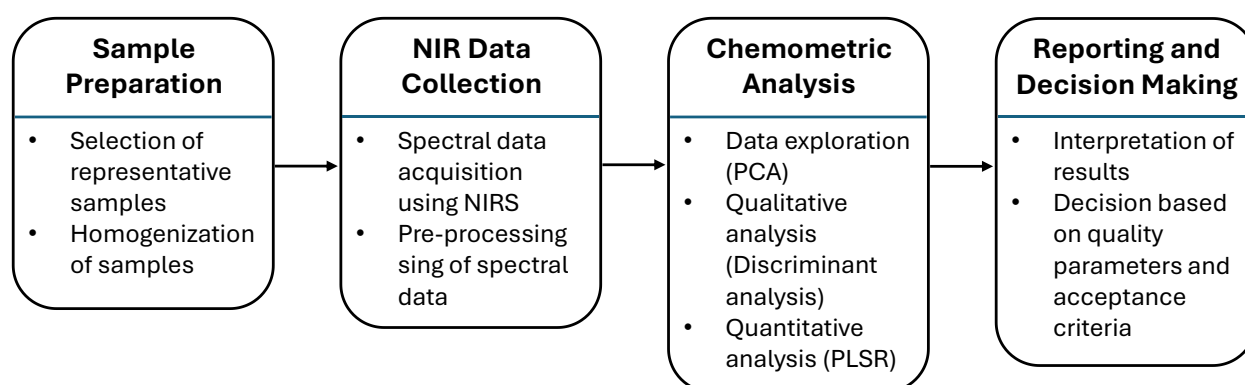 Sample
Preparation
• Selection of
representative
samples
• Homogenization
of samples
NIR Data
Collection
• Spectral data
acquisition
using NIRS
• Pre-processing
sing of spectral
data
Chemometric
Analysis
• Data exploration
(PCA)
• Qualitative
analysis
(Discriminant
analysis)
• Quantitative
analysis (PLSR)
Reporting and
Decision Making
• Interpretation of
results
• Decision based
on quality
parameters and
acceptance
criteria